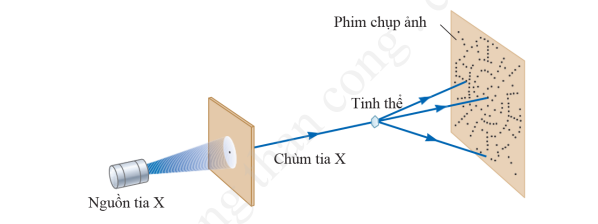 Phim chụp ảnh
Tinh thể
Chùm tia X
Nguồn tia X